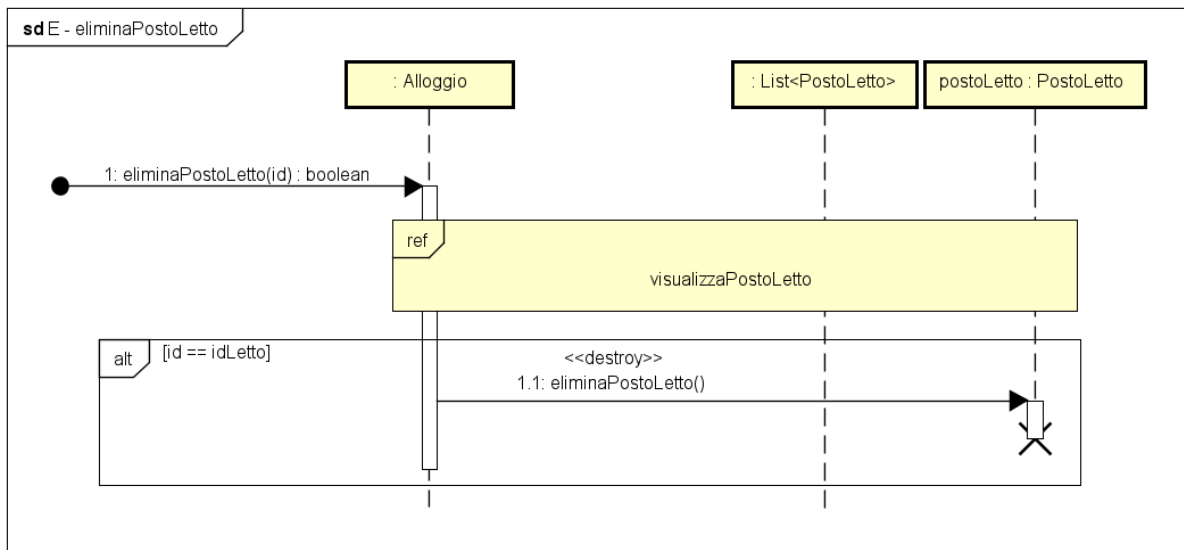 sd E - eliminaPostoLetto
: Alloggio
: List<PostoLetto>
postoLetto : PostoLetto
1: eliminaPostoLetto(id) : boolean
ref
visualizzaPostoLetto
alt
[id == idLetto]
<<destroy>>
1.1: eliminaPostoLetto()